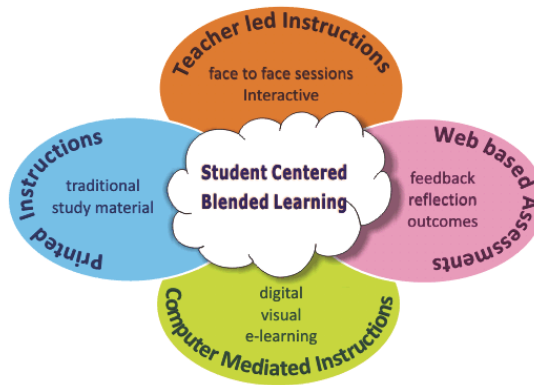 Teacher led Instructions
face to face sessions
Interactive
Printed Instructions
traditional
study material
Student Centered
Blended Learning
Web based Assessments
feedback
reflection
outcomes
digital
visual
e-learning
Computer Mediated Instructions